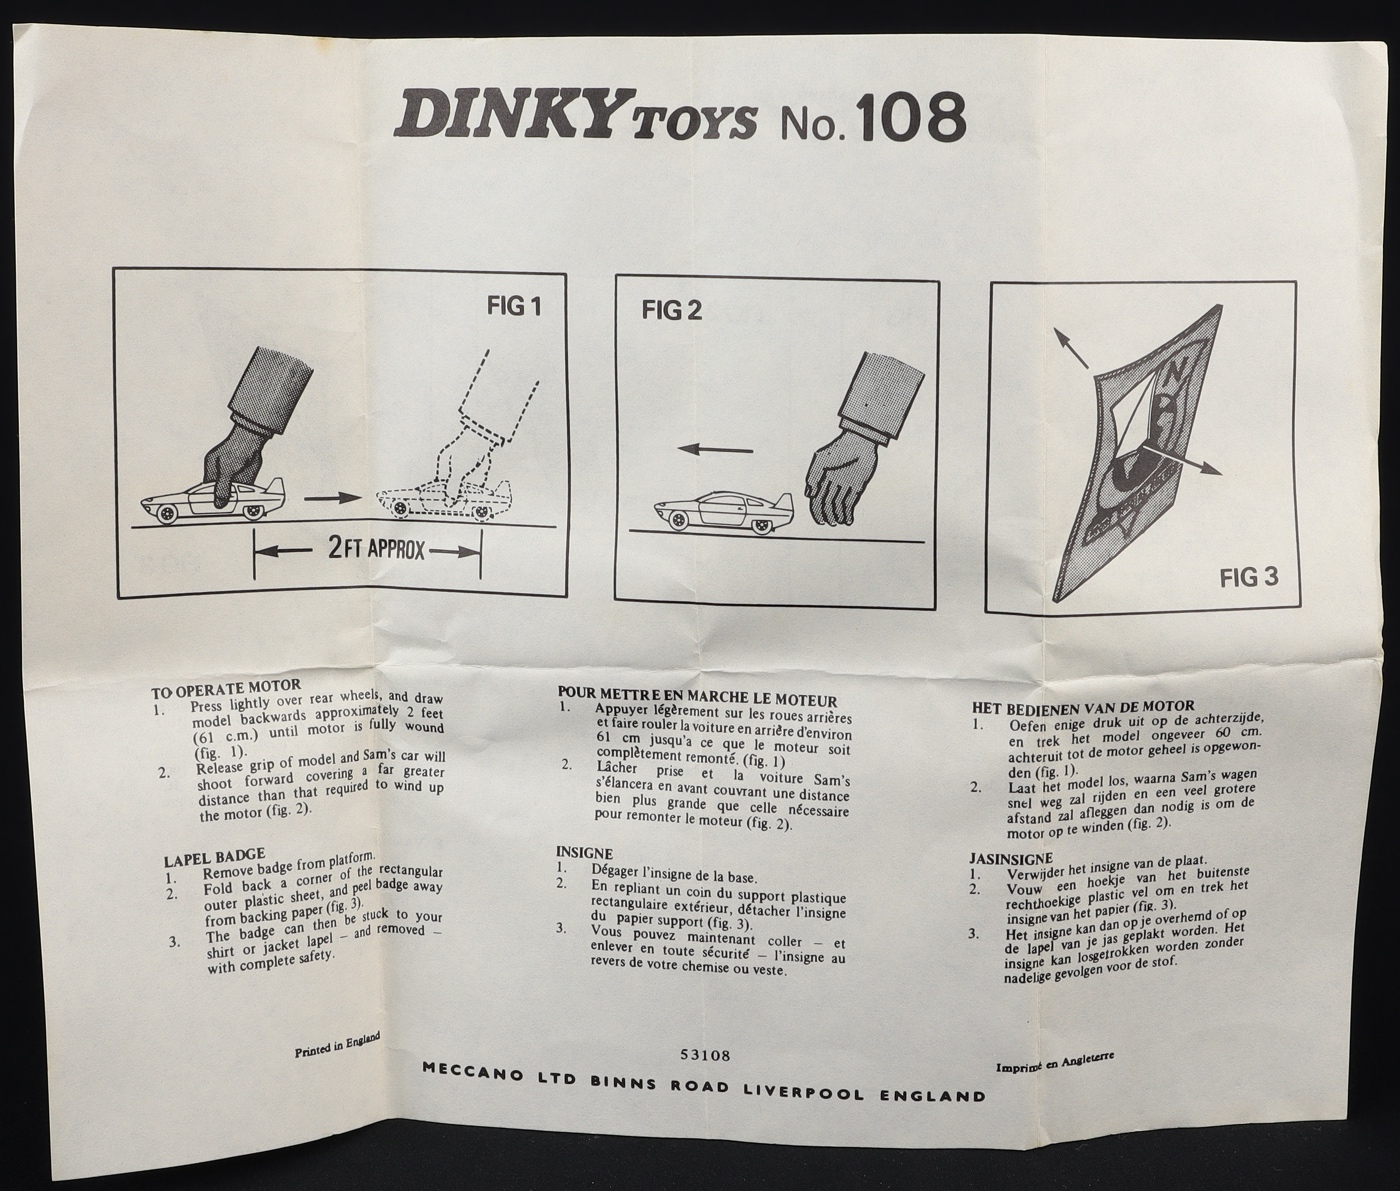 DINKY TOYS No. 108
FIG 1
2 FT APPROX
FIG 2
FIG 3
TO OPERATE MOTOR
1. Press lightly over rear wheels, and draw
model backwards approximately 2 feet
(61 c.m.) until motor is fully wound
(fig. 1).
2. Release grip of model and Sam's car will
shoot forward covering a far greater
distance than that required to wind up
the motor (fig. 2).
LAPEL BADGE
1. Remove badge from platform.
2. Fold back a corner of the rectangular
outer plastic sheet, and peel badge away
from backing paper (fig. 3).
3. The badge can then be stuck to your
shirt or jacket lapel – and removed –
with complete safety.
POUR METTRE EN MARCHE LE MOTEUR
1. Appuyer légèrement sur les roues arrières
et faire rouler la voiture en arrière d'environ
61 cm jusqu'a ce que le moteur soit
complètement remonté. (fig. 1)
2. Lâcher prise et la voiture Sam's
s'élancera en avant couvrant une distance
bien plus grande que celle nécessaire
pour remonter le moteur (fig. 2).
INSIGNE
1. Dégager l'insigne de la base.
2. En repliant un coin du support plastique
rectangulaire extérieur, détacher l'insigne
du papier support (fig. 3).
3. Vous pouvez maintenant coller – et
enlever en toute sécurité – l'insigne au
revers de votre chemise ou veste.
HET BEDIENEN VAN DE MOTOR
1. Oefen enige druk uit op de achterzijde,
en trek het model ongeveer 60 cm.
achteruit tot de motor geheel is opgewon-
den (fig. 1).
2. Laat het model los, waarna Sam's wagen
snel weg zal rijden en een veel grotere
afstand zal afleggen dan nodig is om de
motor op te winden (fig. 2).
JASINSIGNE
1. Verwijder het insigne van de plaat.
2. Vouw een hoekje van het buitenste
rechthoekige plastic vel om en trek het
insigne van het papier (fig. 3).
3. Het insigne kan dan op je overhemd of op
de lapel van je jas geplakt worden. Het
insigne kan losgetrokken worden zonder
nadelige gevolgen voor de stof.
Printed in England
53108
Imprimé en Angleterre
MECCANO LTD BINNS ROAD LIVERPOOL ENGLAND